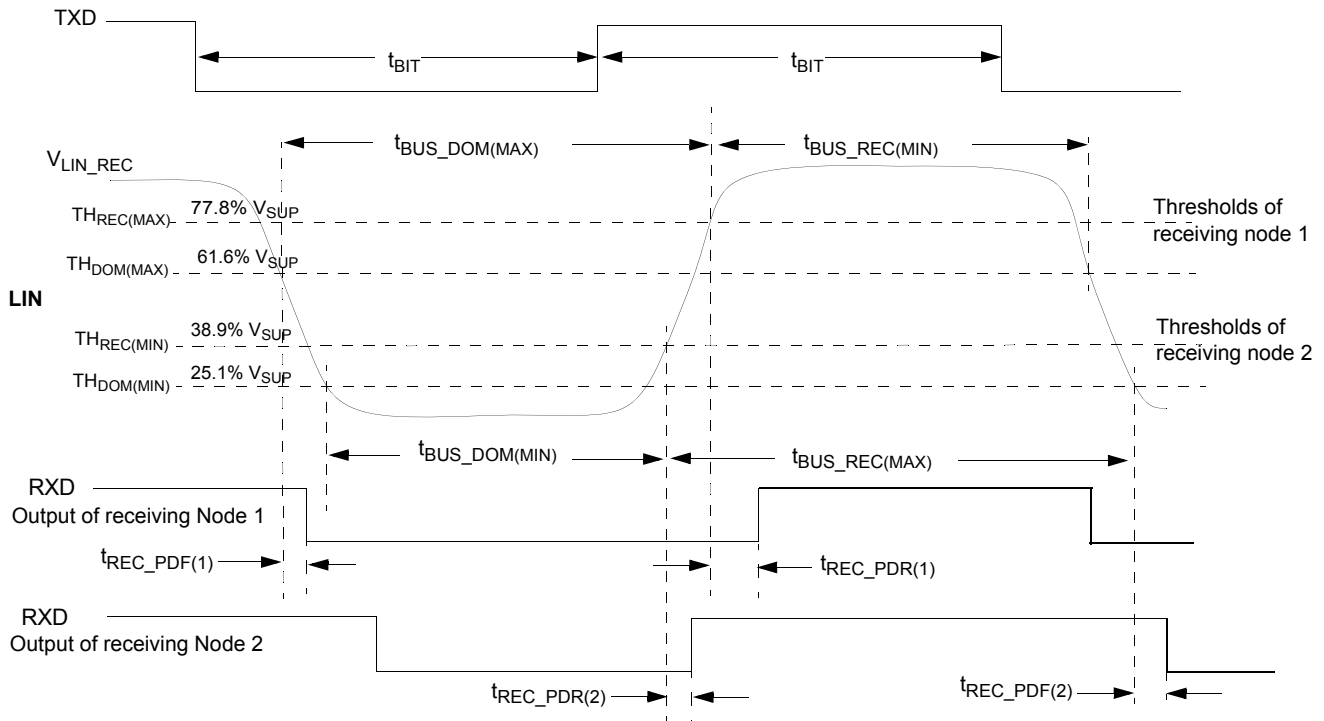 TXD
tBIT
tBIT
tBUS_DOM(MAX)
tBUS_REC(MIN)
VLIN_REC
THREC(MAX) 77.8% VSUP
Thresholds of
receiving node 1
THDOM(MAX) 61.6% VSUP
LIN
THREC(MIN) 38.9% VSUP
Thresholds of
receiving node 2
THDOM(MIN) 25.1% VSUP
tBUS_DOM(MIN)
tBUS_REC(MAX)
RXD
Output of receiving Node 1
tREC_PDF(1)
tREC_PDR(1)
RXD
Output of receiving Node 2
tREC_PDR(2)
tREC_PDF(2)